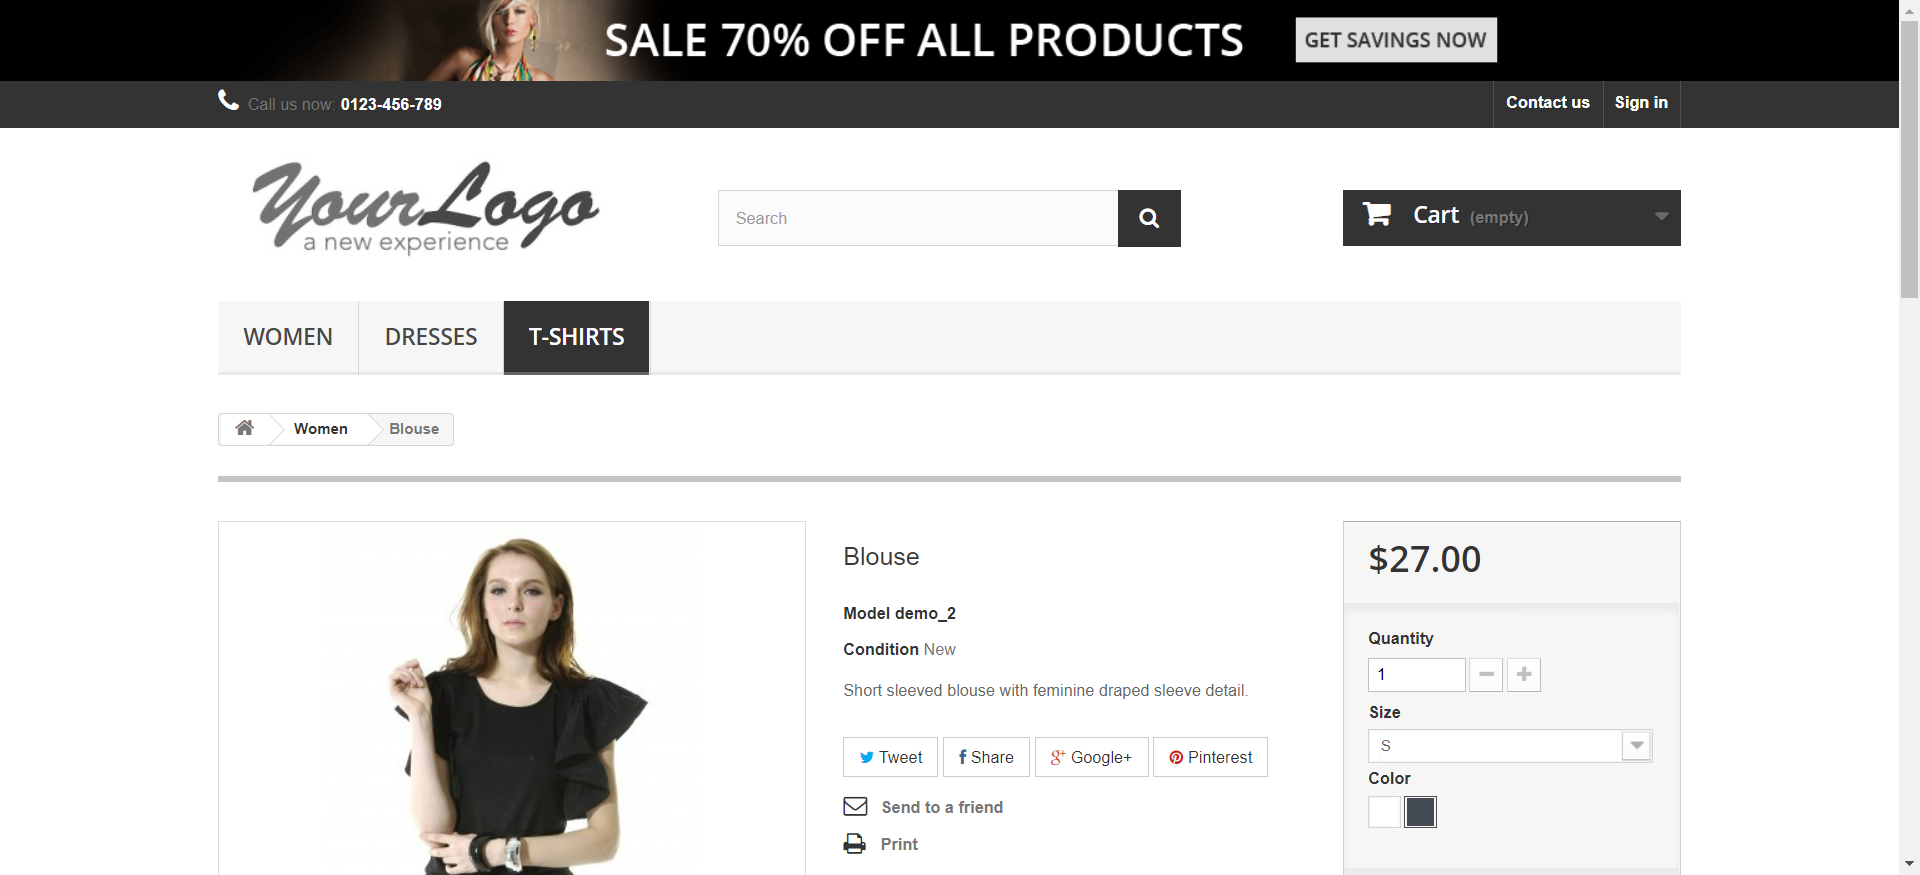 SALE 70% OFF ALL PRODUCTS GET SAVINGS NOW
Call us now: 0123-456-789
Contact us
Sign in
Your Logo
a new experience
Search
Cart (empty)
WOMEN
DRESSES
T-SHIRTS
Women
Blouse
Blouse
Model demo_2
Condition New
Short sleeved blouse with feminine draped sleeve detail.
Tweet
Share
Google+
Pinterest
Send to a friend
Print
$27.00
Quantity
1
Size
S
Color